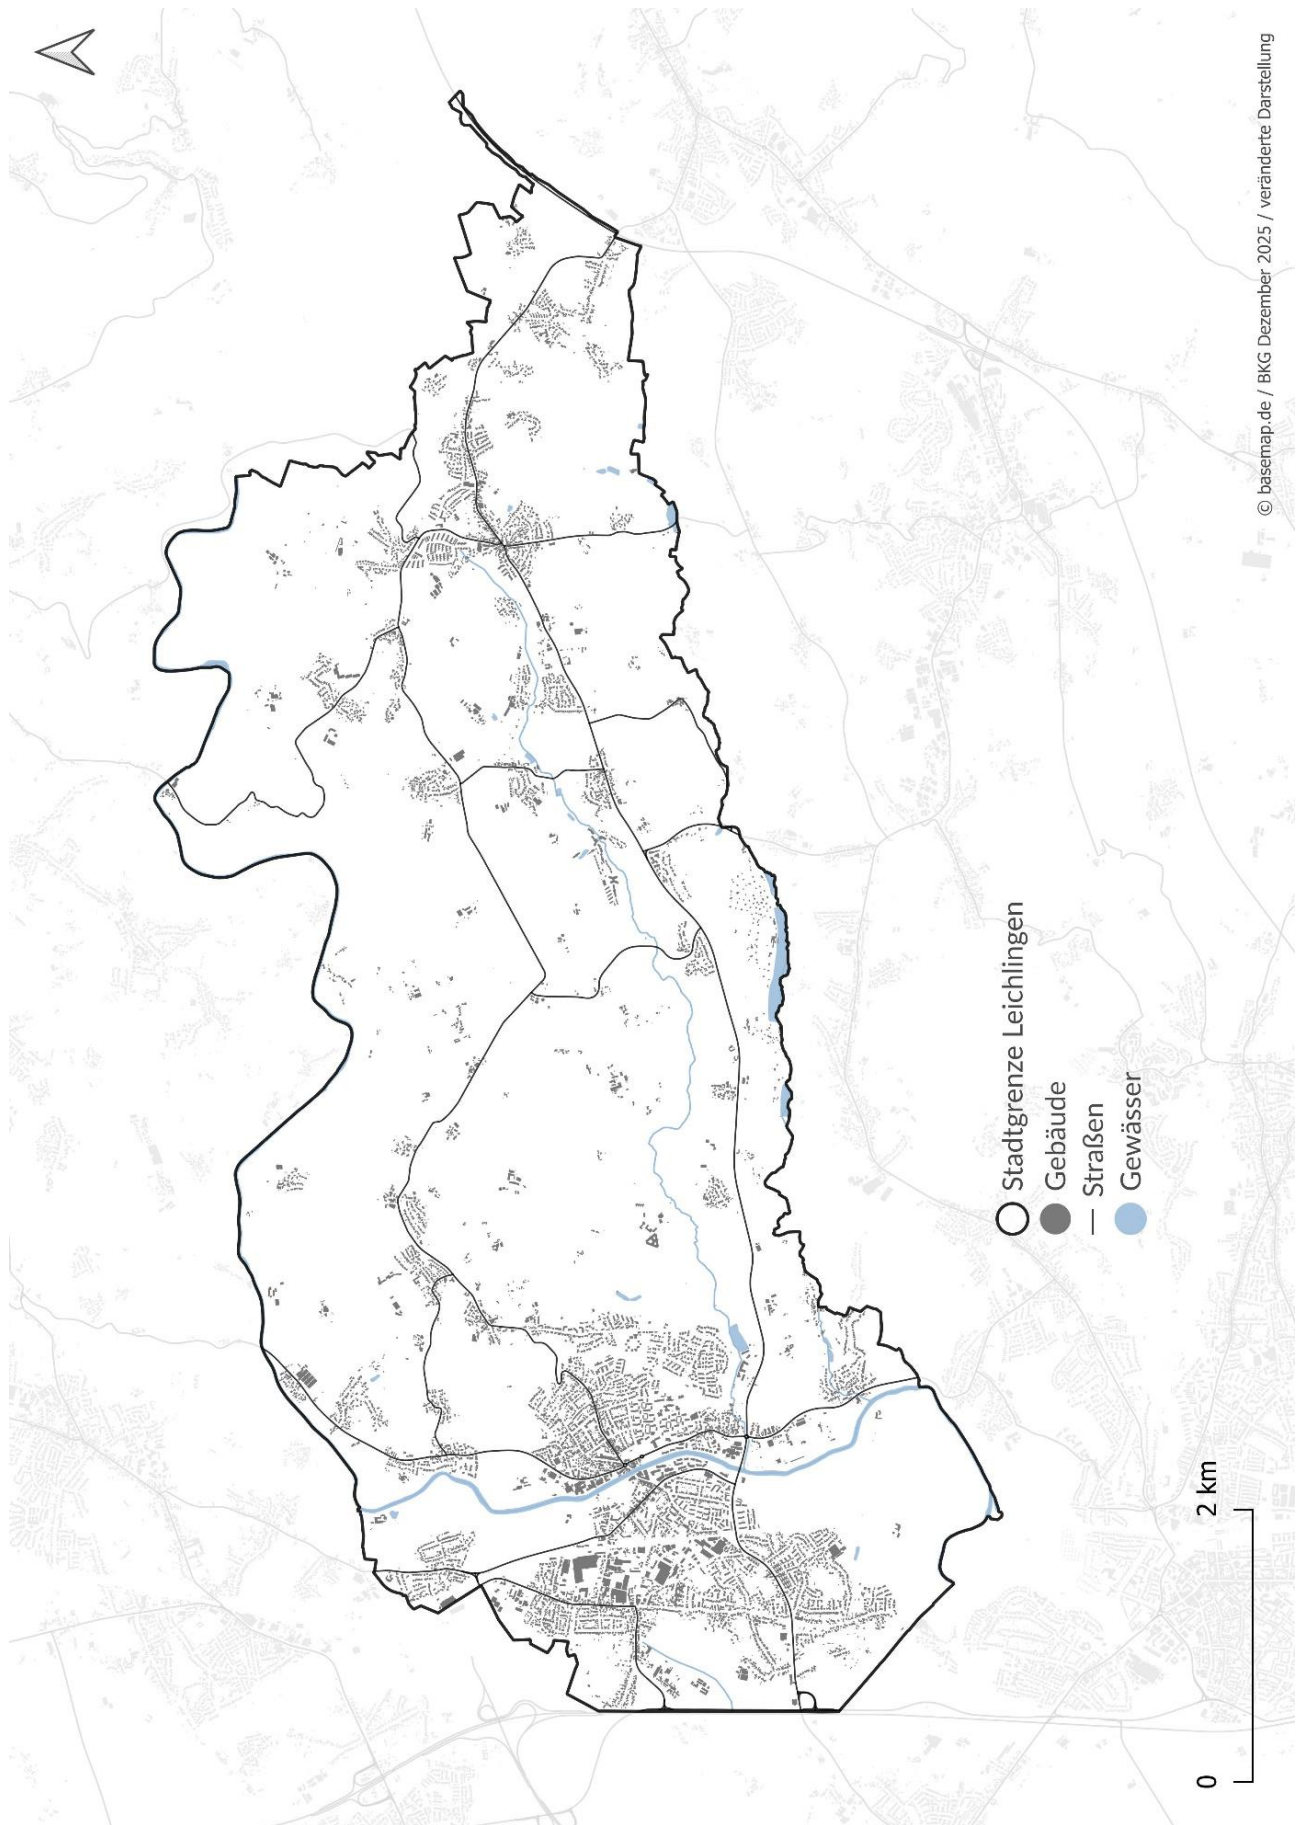 Stadtgrenze Leichlingen
Gebäude
Straßen
Gewässer
0
2 km
© basemap.de / BKG Dezember 2025 / veränderte Darstellung